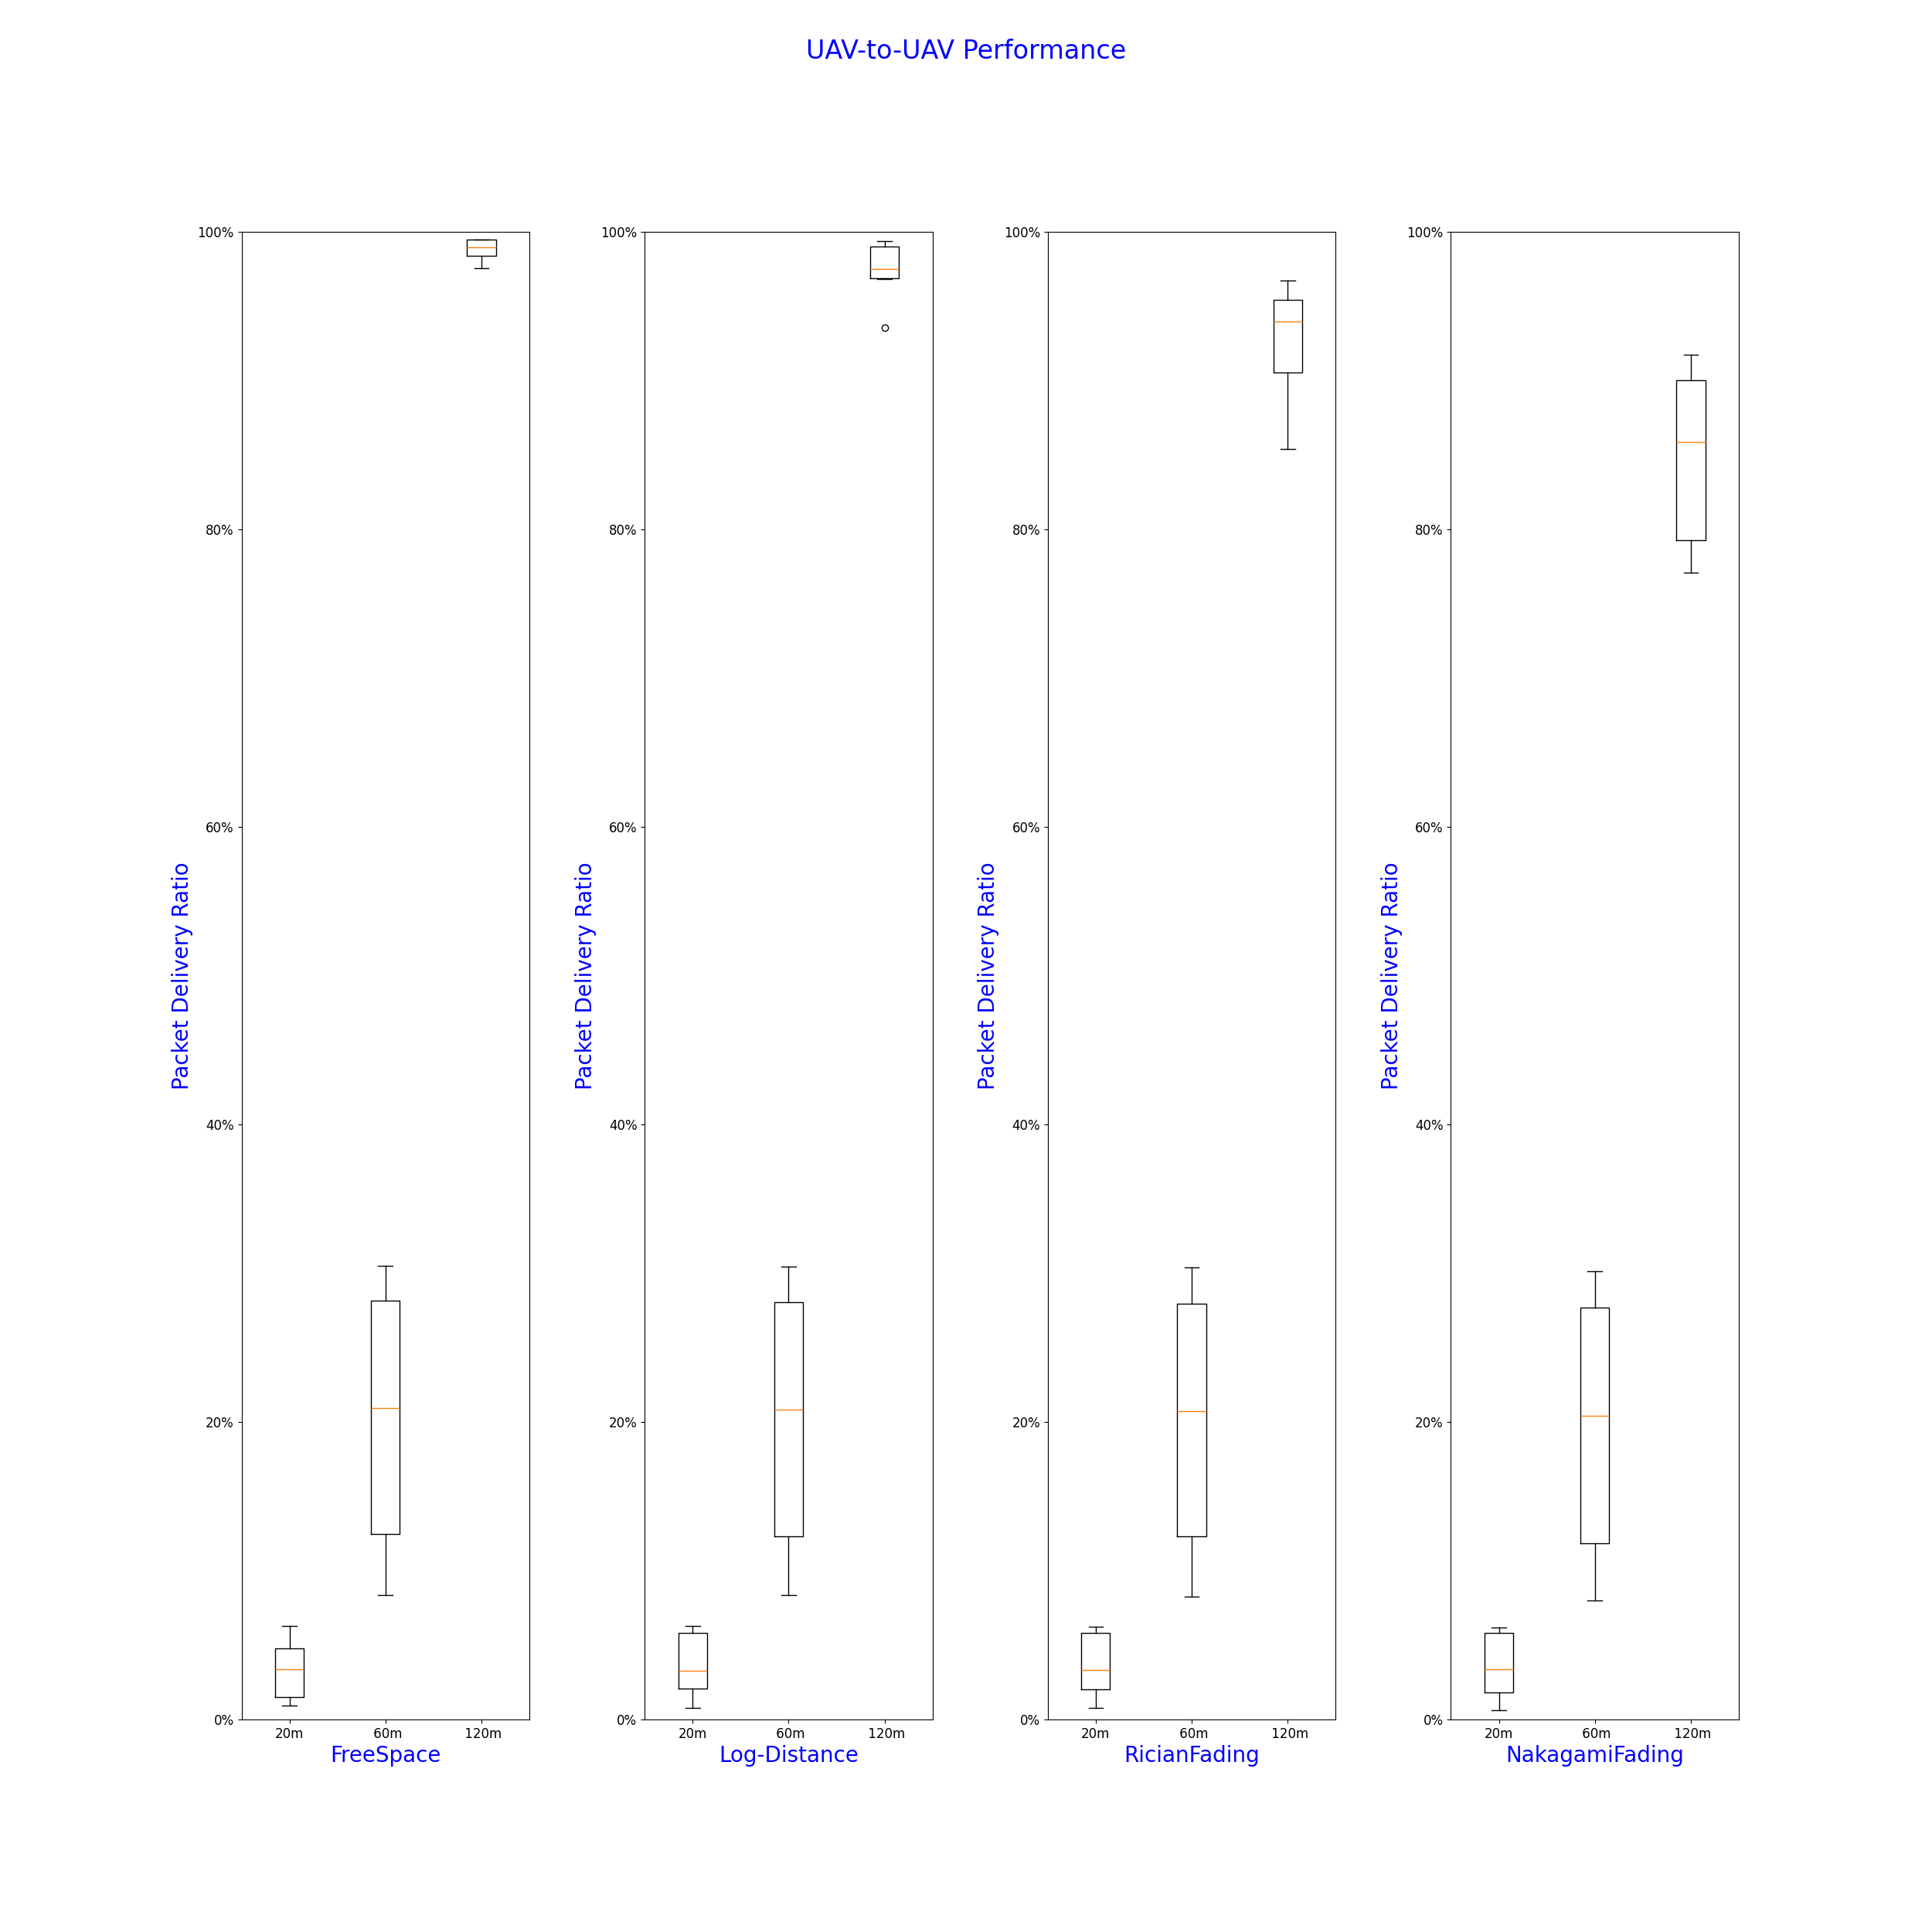 UAV-to-UAV Performance
Packet Delivery Ratio
100%
80%
60%
40%
20%
0%
20m 60m 120m
FreeSpace
Packet Delivery Ratio
100%
80%
60%
40%
20%
0%
20m 60m 120m
Log-Distance
Packet Delivery Ratio
100%
80%
60%
40%
20%
0%
20m 60m 120m
RicianFading
Packet Delivery Ratio
100%
80%
60%
40%
20%
0%
20m 60m 120m
NakagamiFading